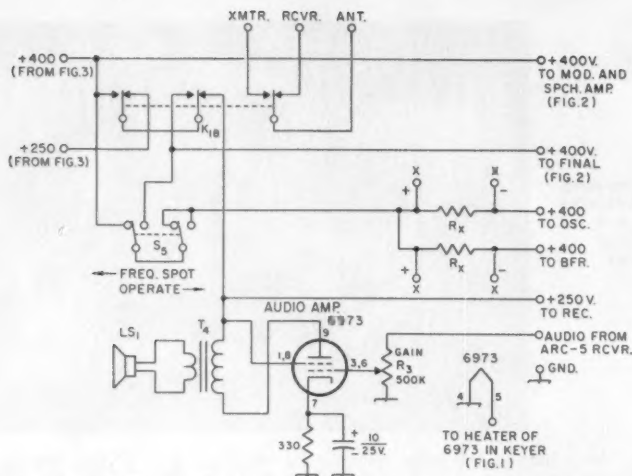 XMTR. RCVR. ANT.
+400
(FROM FIG.3)
+400V.
TO MOD. AND
SPCH. AMP.
(FIG.2)
K1B
+250
(FROM FIG.3)
+400V.
TO FINAL
(FIG.2)
X X
+ -
RX
+400
TO OSC.
S5
RX
+400
TO BFR.
+ -
X X
FREQ. SPOT
OPERATE
+250V.
TO REC.
AUDIO AMP.
6973
LS1
T4
9
1,8
3,6
7
GAIN
R3
500K
AUDIO FROM
ARC-5 RCVR.
GND.
6973
4 5
330
+
-
10
25V.
TO HEATER OF
6973 IN KEYER
(FIG.1)